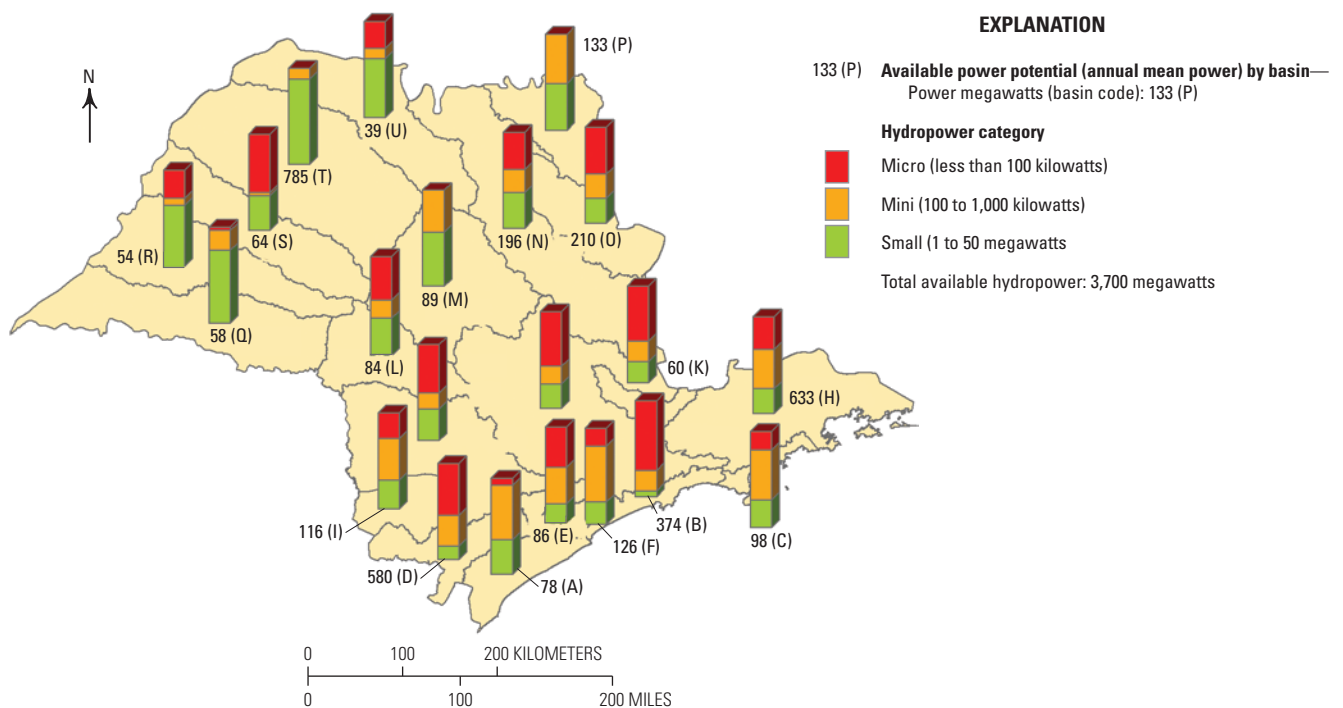 EXPLANATION
133 (P) Available power potential (annual mean power) by basin—
Power megawatts (basin code): 133 (P)
Hydropower category
Micro (less than 100 kilowatts)
Mini (100 to 1,000 kilowatts)
Small (1 to 50 megawatts
Total available hydropower: 3,700 megawatts
N
133 (P)
39 (U)
785 (T)
64 (S)
54 (R)
58 (Q)
196 (N)
210 (O)
89 (M)
84 (L)
60 (K)
633 (H)
116 (I)
580 (D)
78 (A)
86 (E)
126 (F)
374 (B)
98 (C)
0 100 200 KILOMETERS
0 100 200 MILES